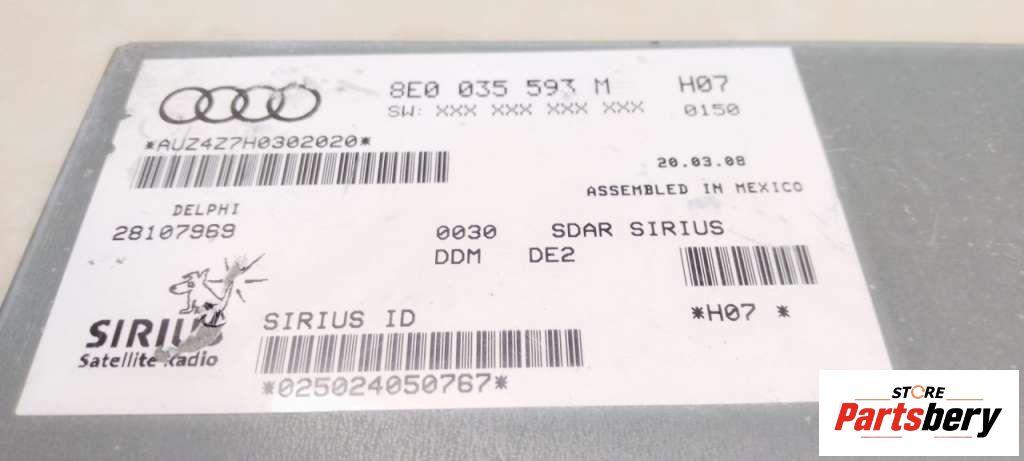 8E0 035 593 M H07
SW: XXX XXX XXX XXX 0150
*AUZ4Z7H0302020*
20.03.08
ASSEMBLED IN MEXICO
DELPHI
28107969
0030 SDAR SIRIUS
DDM DE2
*H07 *
SIRIUS
Satellite Radio
SIRIUS ID
*025024050767*
STORE
Partsbery